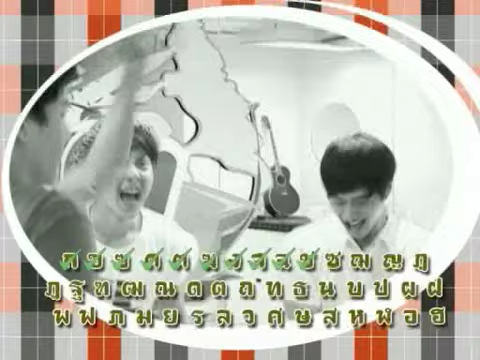 ก ข ฃ ค ฅ ฆ ง จ ฉ ช ซ ฌ ญ ฎ
ฏ ฐ ฑ ฒ ณ ด ต ถ ท ธ น บ ป ผ ฝ
พ ฟ ภ ม ย ร ล ว ศ ษ ส ห ฬ อ ฮ